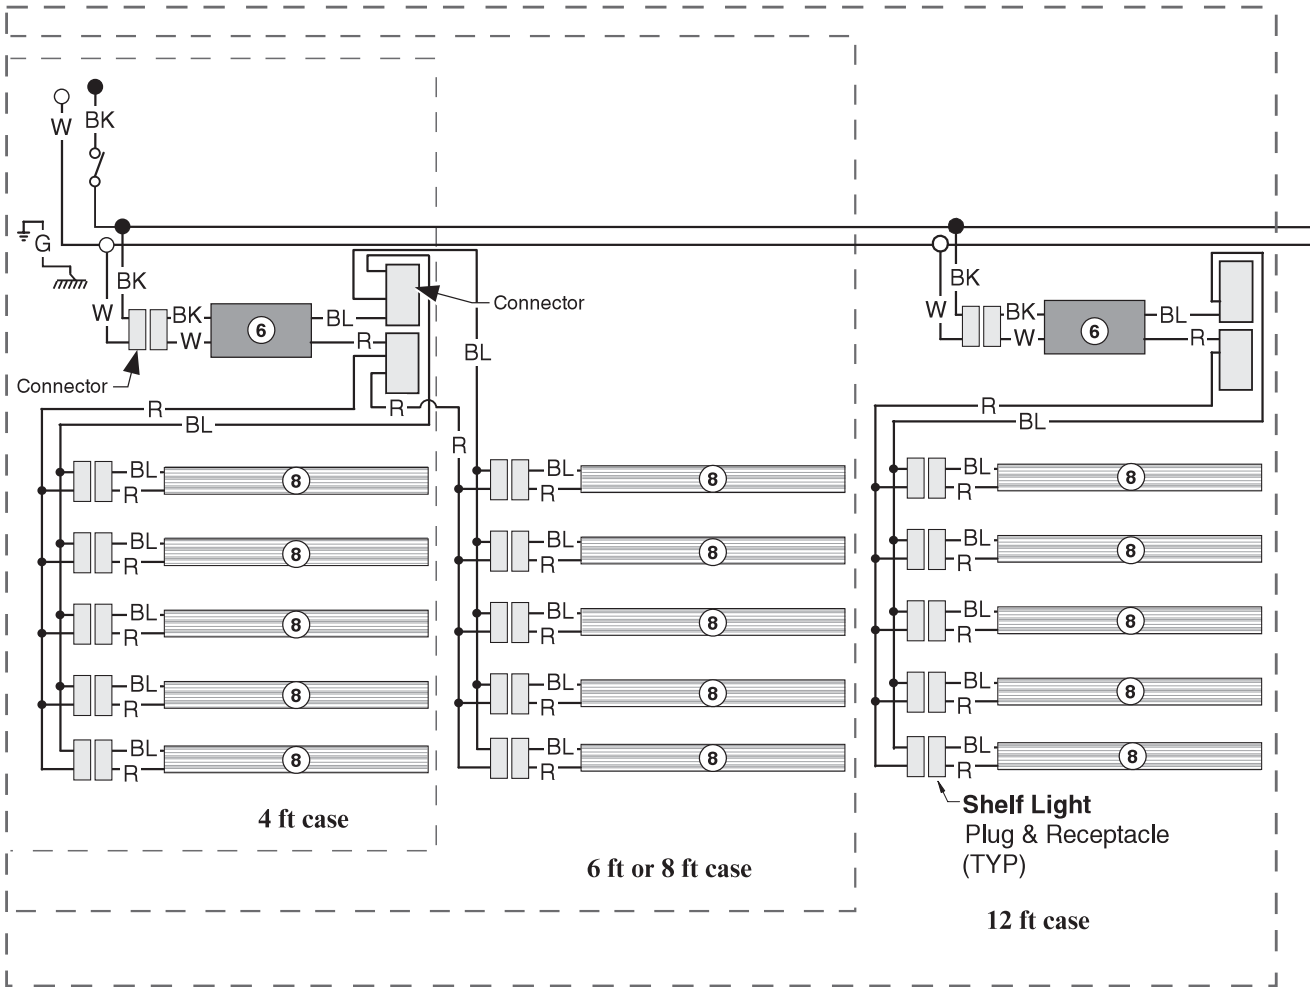 W
BK
G
BK
W
BK
W
6
BL
R
Connector
Connector
BL
R
BL
R
R
BK
W
BK
W
6
BL
R
R
BL
BL
R
8
BL
R
8
BL
R
8
BL
R
8
BL
R
8
BL
R
8
BL
R
8
BL
R
8
BL
R
8
BL
R
8
BL
R
8
BL
R
8
BL
R
8
BL
R
8
BL
R
8
4 ft case
6 ft or 8 ft case
Shelf Light
Plug & Receptacle
(TYP)
12 ft case